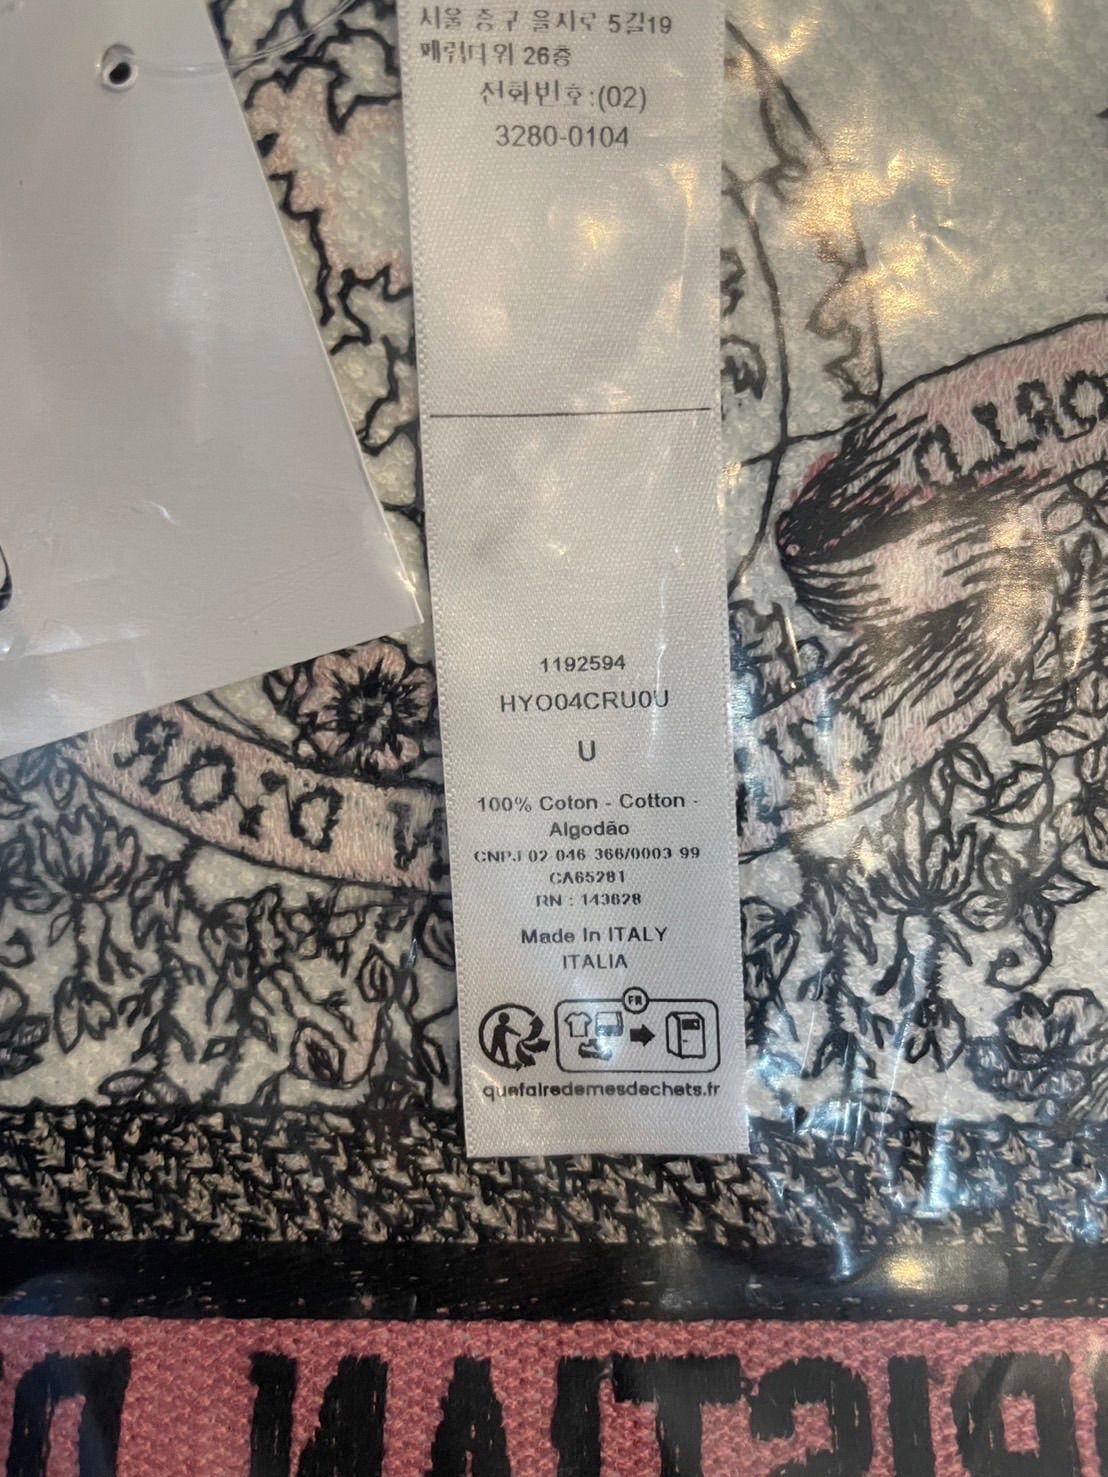 서울 중구 을지로 5길19
페럼타워 26층
전화번호:(02)
3280-0104
1192594
HYO04CRU0U
U
100% Coton - Cotton -
Algodão
CNPJ 02 046 366/0003 99
CA65281
RN : 143628
Made In ITALY
ITALIA
FR
quefairedemesdechets.fr